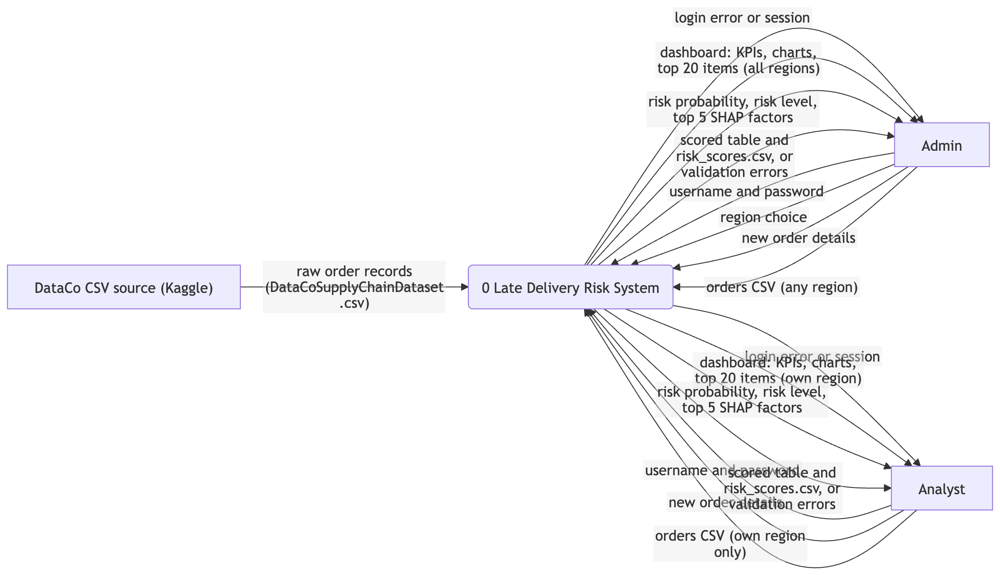 login error or session
dashboard: KPIs, charts,
top 20 items (all regions)
risk probability, risk level,
top 5 SHAP factors
scored table and
risk_scores.csv, or
validation errors
Admin
username and password
region choice
new order details
raw order records
(DataCoSupplyChainDataset
.csv)
DataCo CSV source (Kaggle)
0 Late Delivery Risk System
orders CSV (any region)
login error or session
dashboard: KPIs, charts,
top 20 items (own region)
risk probability, risk level,
top 5 SHAP factors
username and password
scored table and
risk_scores.csv, or
validation errors
Analyst
new order details
orders CSV (own region
only)